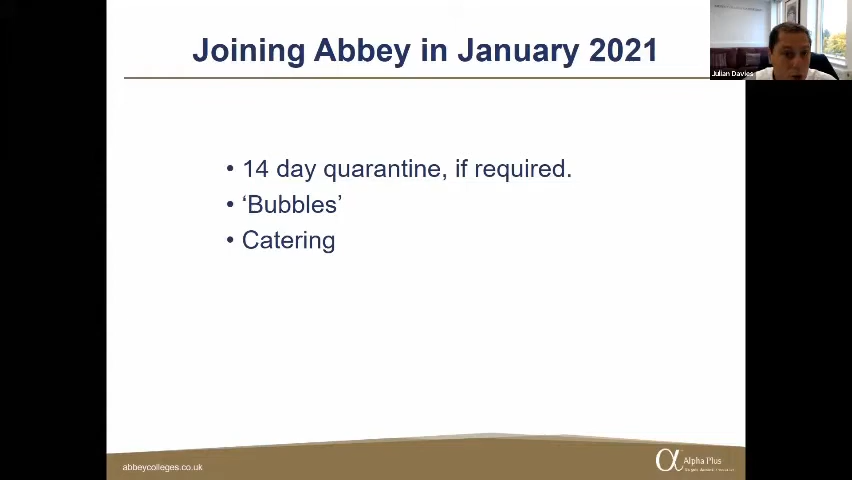 Joining Abbey in January 2021
Julian Davies
• 14 day quarantine, if required.
• ‘Bubbles’
• Catering
abbeycolleges.co.uk
α Alpha Plus